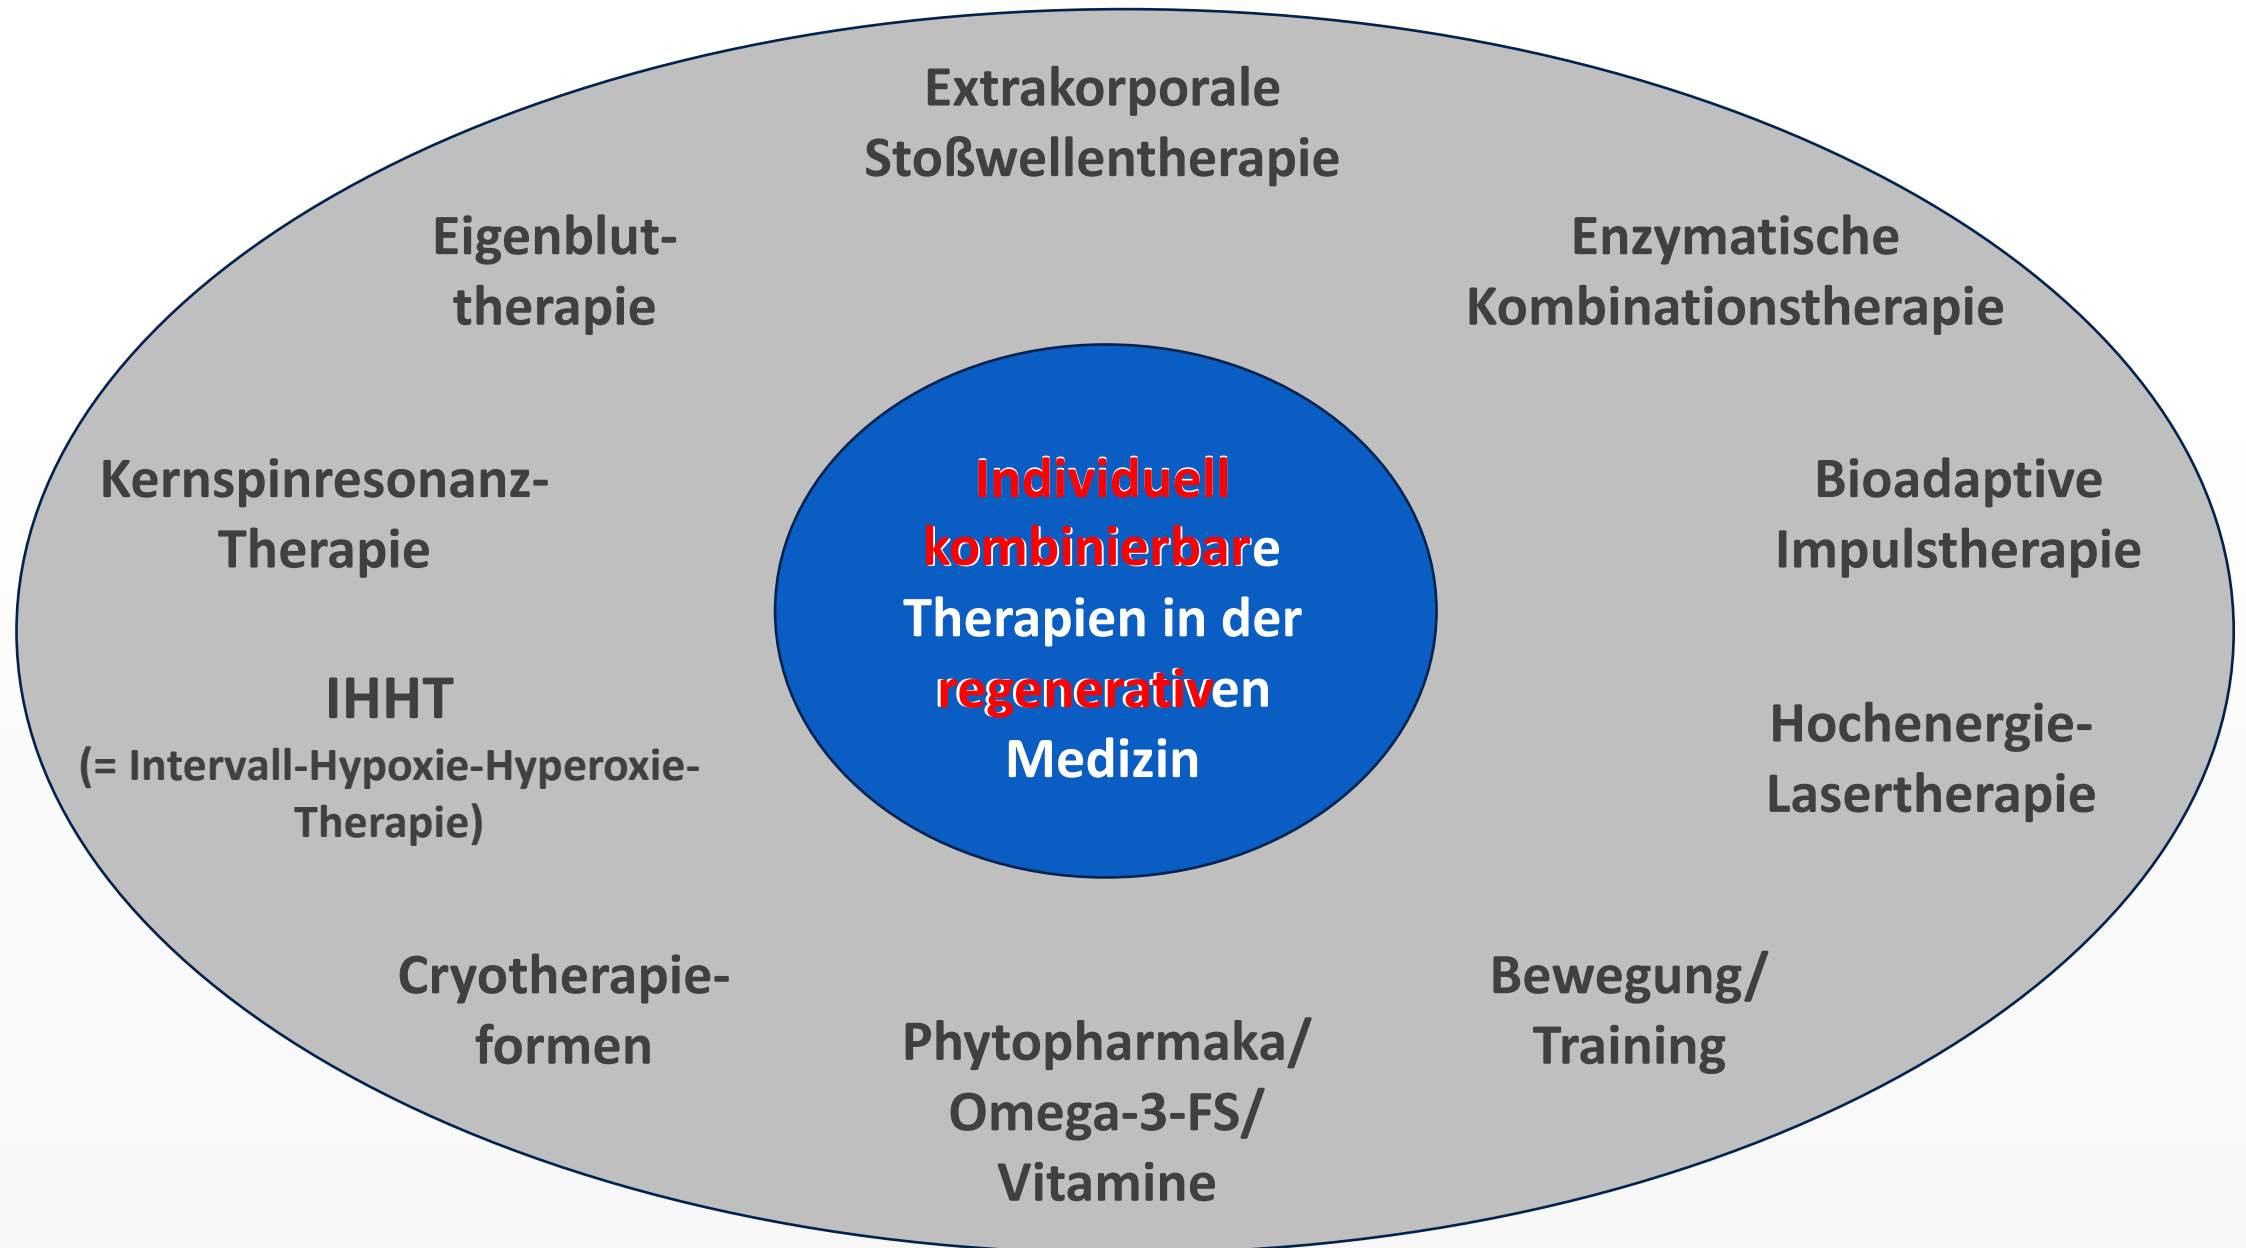 Extrakorporale
Stoßwellentherapie
Eigenblut-
therapie
Enzymatische
Kombinationstherapie
Kernspinresonanz-
Therapie
Individuell
kombinierbare
Therapien in der
regenerativen
Medizin
Bioadaptive
Impulstherapie
IHHT
(= Intervall-Hypoxie-Hyperoxie-
Therapie)
Hochenergie-
Lasertherapie
Cryotherapie-
formen
Phytopharmaka/
Omega-3-FS/
Vitamine
Bewegung/
Training